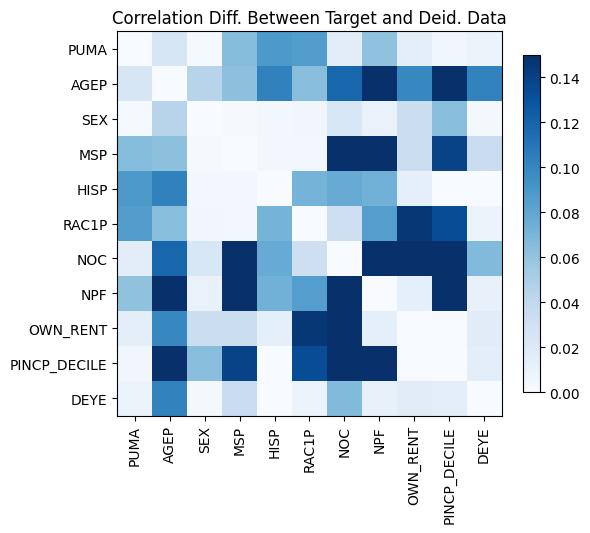 Correlation Diff. Between Target and Deid. Data
PUMA
AGEP
SEX
MSP
HISP
RAC1P
NOC
NPF
OWN_RENT
PINCP_DECILE
DEYE
PUMA
AGEP
SEX
MSP
HISP
RAC1P
NOC
NPF
OWN_RENT
PINCP_DECILE
DEYE
0.14
0.12
0.10
0.08
0.06
0.04
0.02
0.00